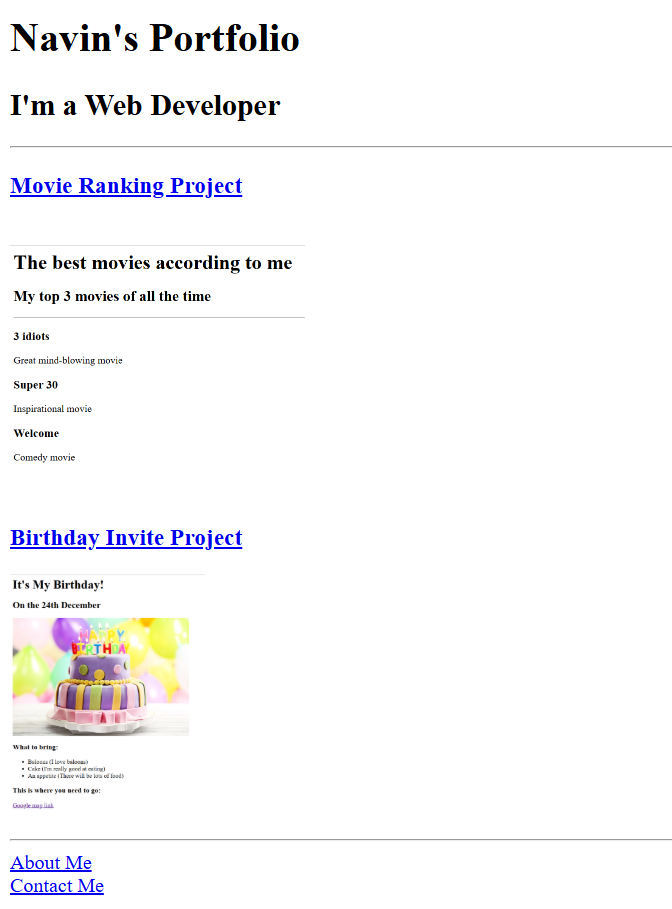 Navin's Portfolio
I'm a Web Developer
Movie Ranking Project
The best movies according to me
My top 3 movies of all the time
3 idiots
Great mind-blowing movie
Super 30
Inspirational movie
Welcome
Comedy movie
Birthday Invite Project
It's My Birthday!
On the 24th December
HAPPY
BIRTHDAY
What to bring:
• Baloons (I love baloons)
• Cake (I'm really good at eating)
• An appetite (There will be lots of food)
This is where you need to go:
Google map link
About Me
Contact Me